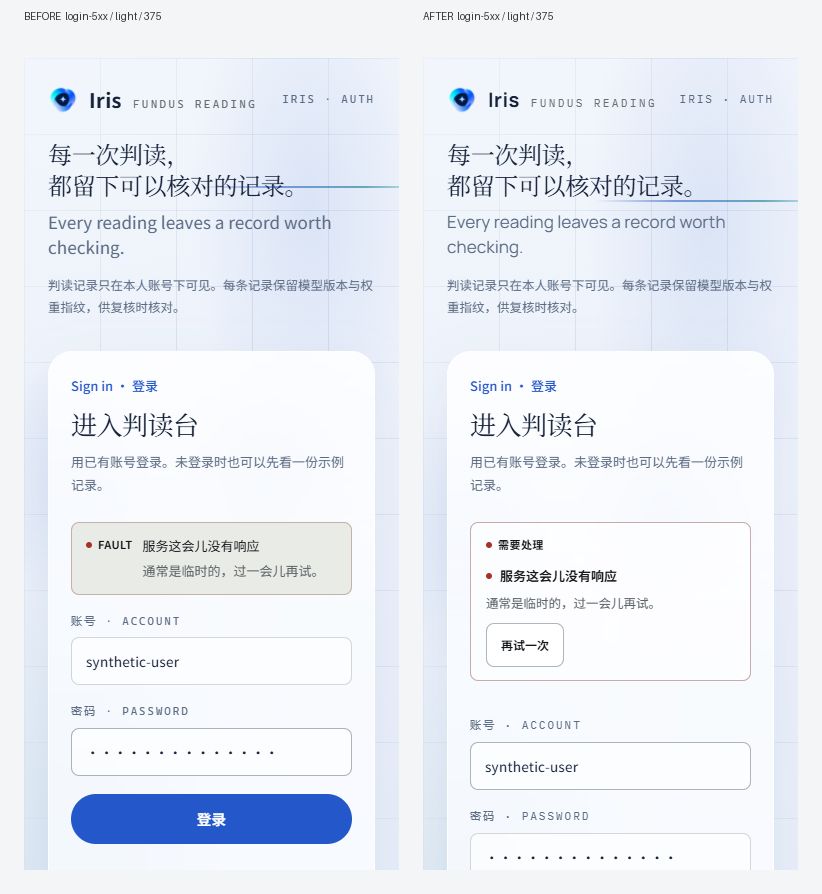 BEFORE login-5xx / light / 375
Iris FUNDUS READING IRIS · AUTH
每一次判读，
都留下可以核对的记录。
Every reading leaves a record worth
checking.
判读记录只在本人账号下可见。每条记录保留模型版本与权
重指纹，供复核时核对。
Sign in · 登录
进入判读台
用已有账号登录。未登录时也可以先看一份示例
记录。
FAULT 服务这会儿没有响应
通常是临时的，过一会儿再试。
账号 · ACCOUNT
synthetic-user
密码 · PASSWORD
登录
AFTER login-5xx / light / 375
Iris FUNDUS READING IRIS · AUTH
每一次判读，
都留下可以核对的记录。
Every reading leaves a record worth
checking.
判读记录只在本人账号下可见。每条记录保留模型版本与权
重指纹，供复核时核对。
Sign in · 登录
进入判读台
用已有账号登录。未登录时也可以先看一份示例
记录。
需要处理
服务这会儿没有响应
通常是临时的，过一会儿再试。
再试一次
账号 · ACCOUNT
synthetic-user
密码 · PASSWORD